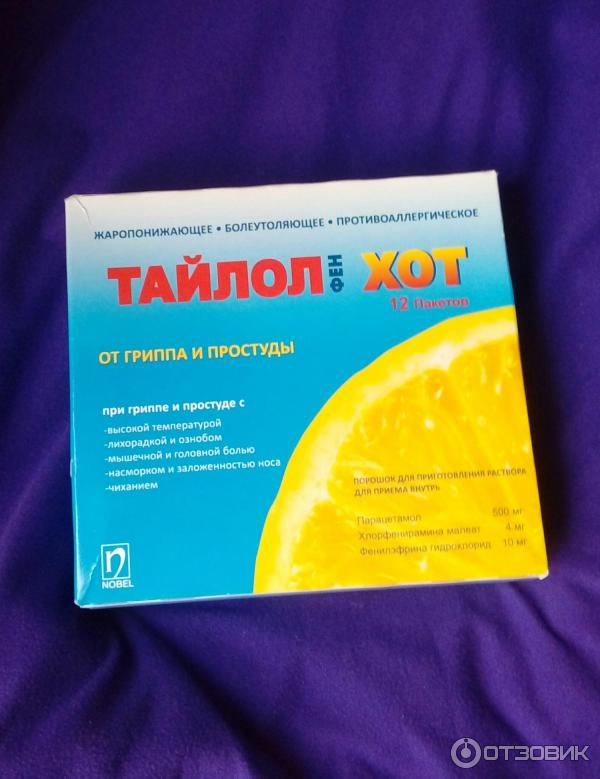 ЖАРОПОНИЖАЮЩЕЕ • БОЛЕУТОЛЯЮЩЕЕ • ПРОТИВОАЛЛЕРГИЧЕСКОЕ
ТАЙЛОЛ ФЕН ХОТ
12 Пакетов
ОТ ГРИППА И ПРОСТУДЫ
при гриппе и простуде с
-высокой температурой
-лихорадкой и ознобом
-мышечной и головной болью
-насморком и заложенностью носа
-чиханием
ПОРОШОК ДЛЯ ПРИГОТОВЛЕНИЯ РАСТВОРА
ДЛЯ ПРИЕМА ВНУТРЬ
Парацетамол 500 мг
Хлорфенирамина малеат 4 мг
Фенилэфрина гидрохлорид 10 мг
n
NOBEL
ОТЗОВИК